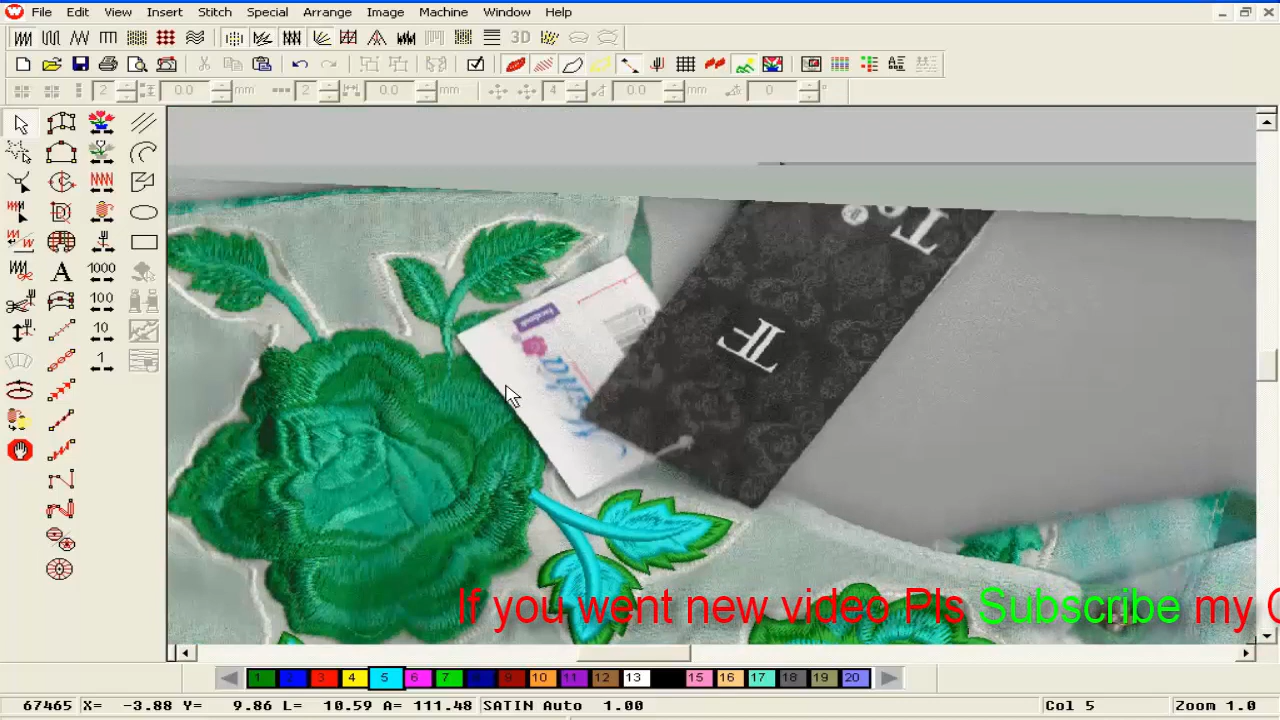 File Edit View Insert Stitch Special Arrange Image Machine Window Help
3D
2 0.0 mm 2 0.0 mm 4 0.0 mm 0 °
A
1000
100
10
1
facebook
TF
If you went new video Pls Subscribe my C
1 2 3 4 5 6 7 8 9 10 11 12 13 15 16 17 18 19 20
67465 X= -3.88 Y= 9.86 L= 10.59 A= 111.48 SATIN Auto 1.00 Col 5 Zoom 1.0